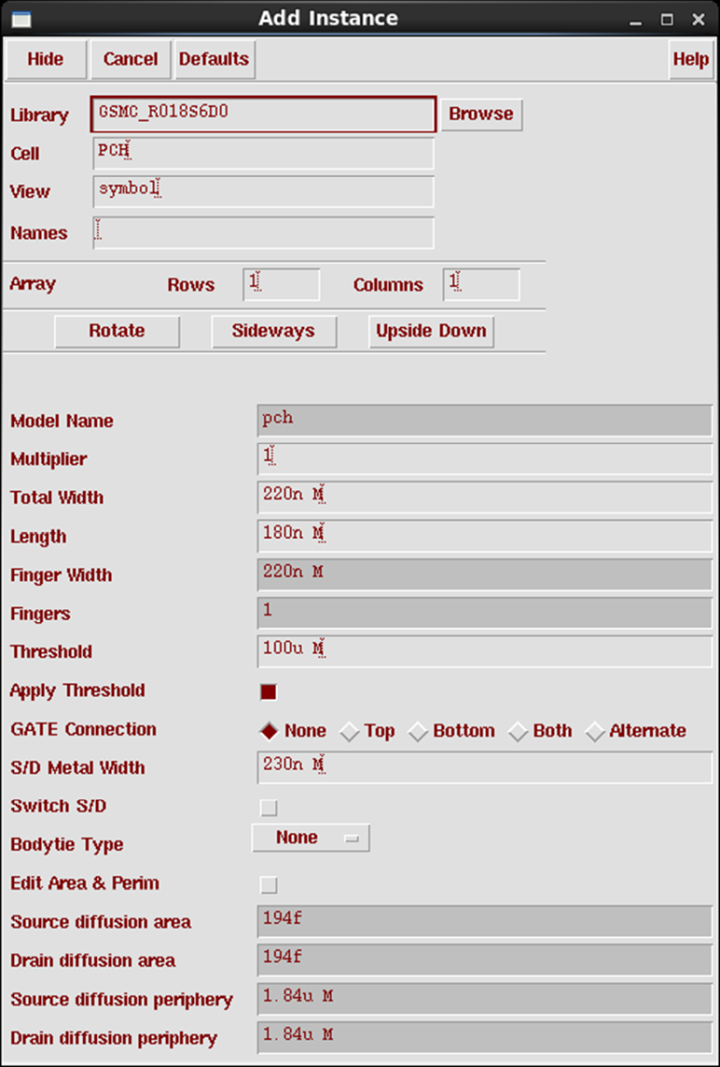 Add Instance
Hide Cancel Defaults Help
Library GSMC_R018S6D0 Browse
Cell PCH
View symbol
Names
Array Rows 1 Columns 1
Rotate Sideways Upside Down
Model Name pch
Multiplier 1
Total Width 220n M
Length 180n M
Finger Width 220n M
Fingers 1
Threshold 100u M
Apply Threshold
GATE Connection None Top Bottom Both Alternate
S/D Metal Width 230n M
Switch S/D
Bodytie Type None
Edit Area & Perim
Source diffusion area 194f
Drain diffusion area 194f
Source diffusion periphery 1.84u M
Drain diffusion periphery 1.84u M